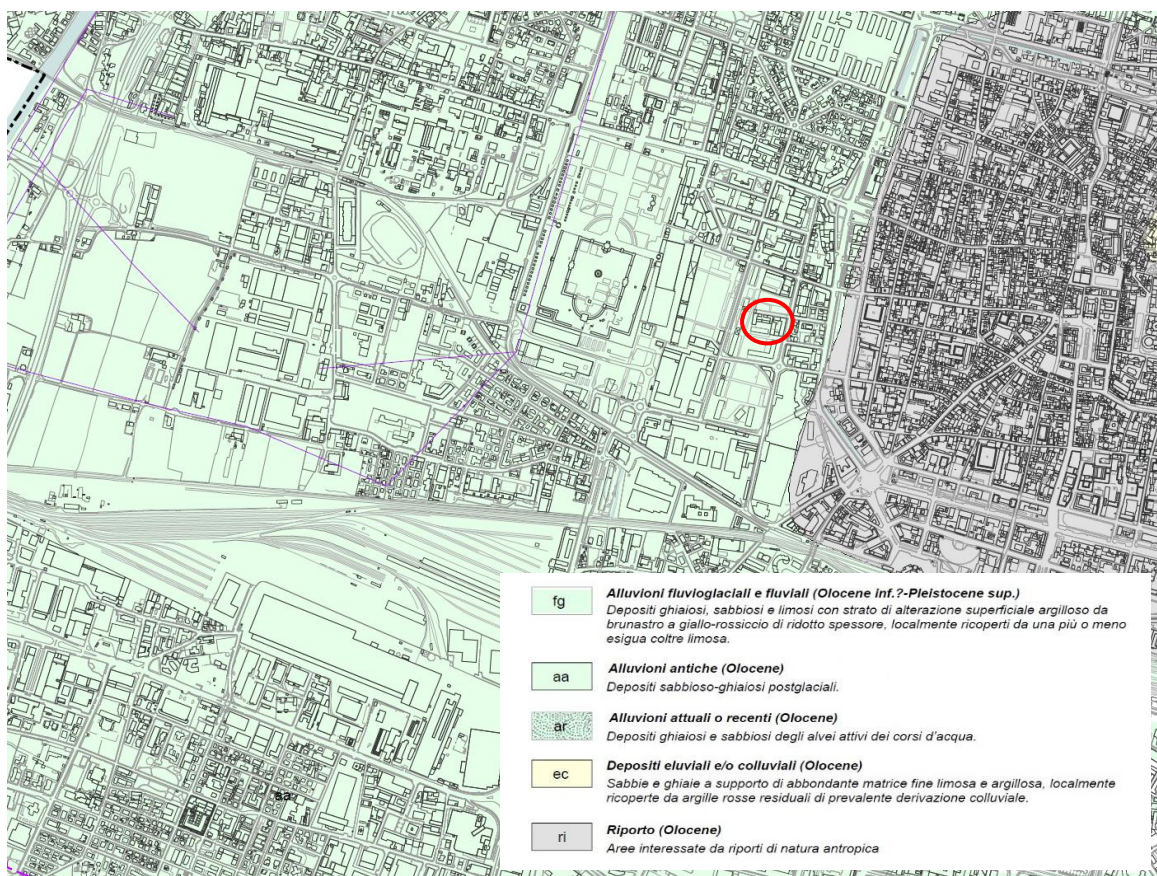 aa
fg
Alluvioni fluvioglaciali e fluviali (Olocene inf.?-Pleistocene sup.)
Depositi ghiaiosi, sabbiosi e limosi con strato di alterazione superficiale argilloso da
brunastro a giallo-rossiccio di ridotto spessore, localmente ricoperti da una più o meno
esigua coltre limosa.
aa
Alluvioni antiche (Olocene)
Depositi sabbioso-ghiaiosi postglaciali.
ar
Alluvioni attuali o recenti (Olocene)
Depositi ghiaiosi e sabbiosi degli alvei attivi dei corsi d'acqua.
ec
Depositi eluviali e/o colluviali (Olocene)
Sabbie e ghiaie a supporto di abbondante matrice fine limosa e argillosa, localmente
ricoperte da argille rosse residuali di prevalente derivazione colluviale.
ri
Riporto (Olocene)
Aree interessate da riporti di natura antropica